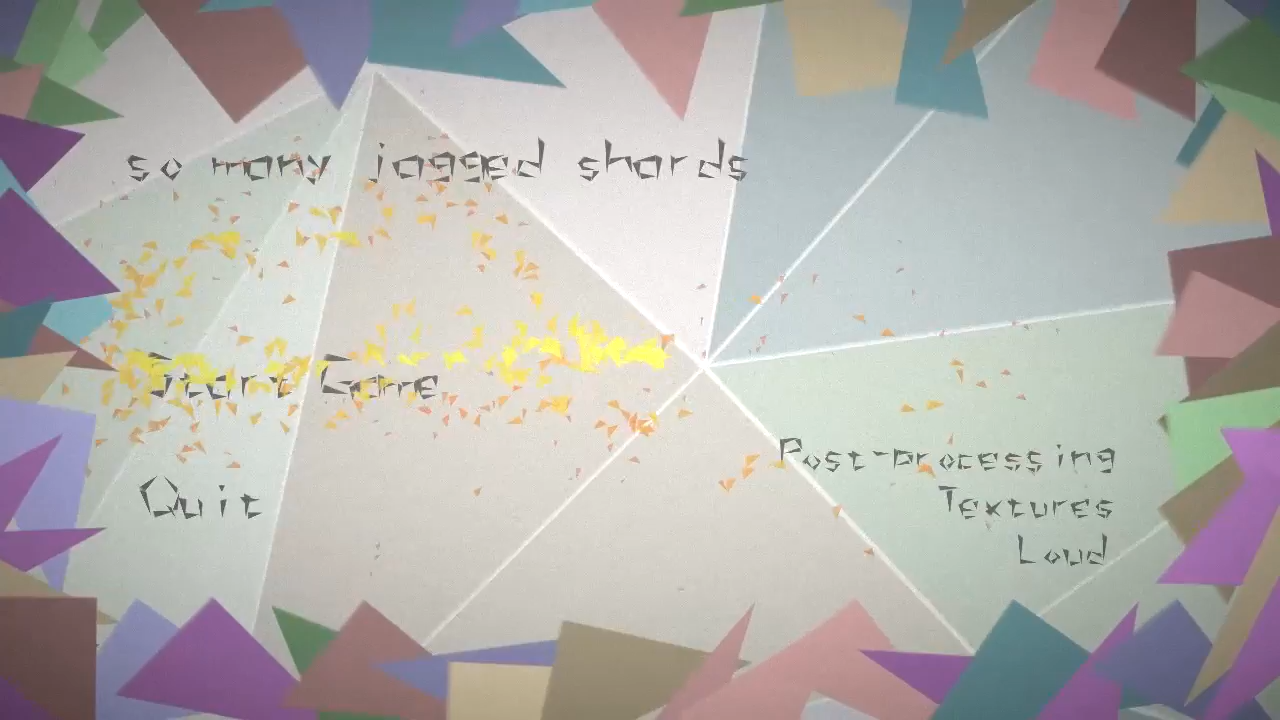 so many jagged shards
Start Game
Quit
Post-processing
Textures
Loud